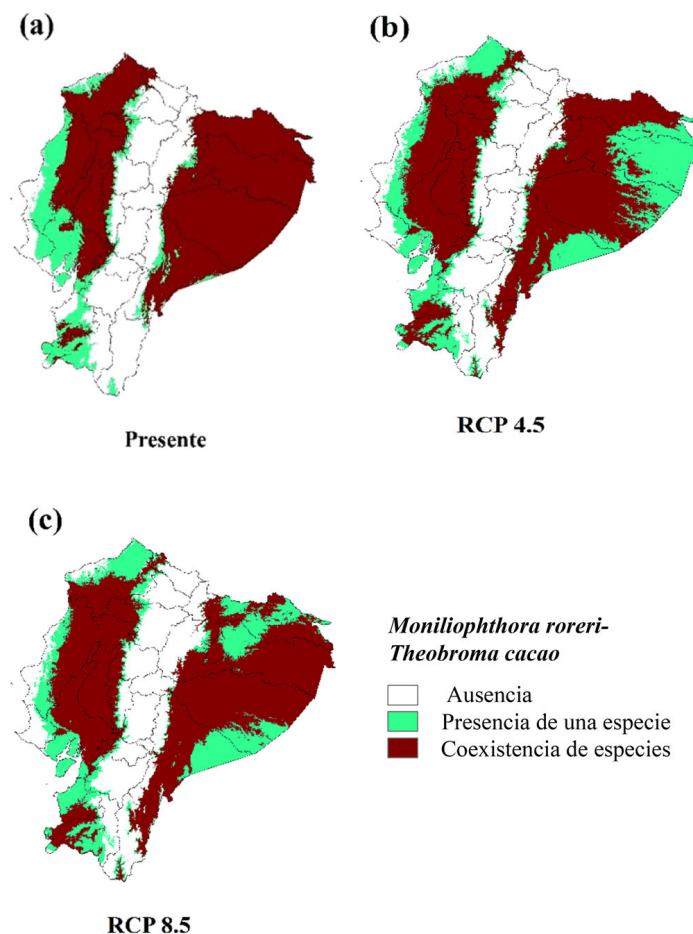 (a)
(b)
Presente
RCP 4.5
(c)
Moniliophthora roreri-
Theobroma cacao
Ausencia
Presencia de una especie
Coexistencia de especies
RCP 8.5